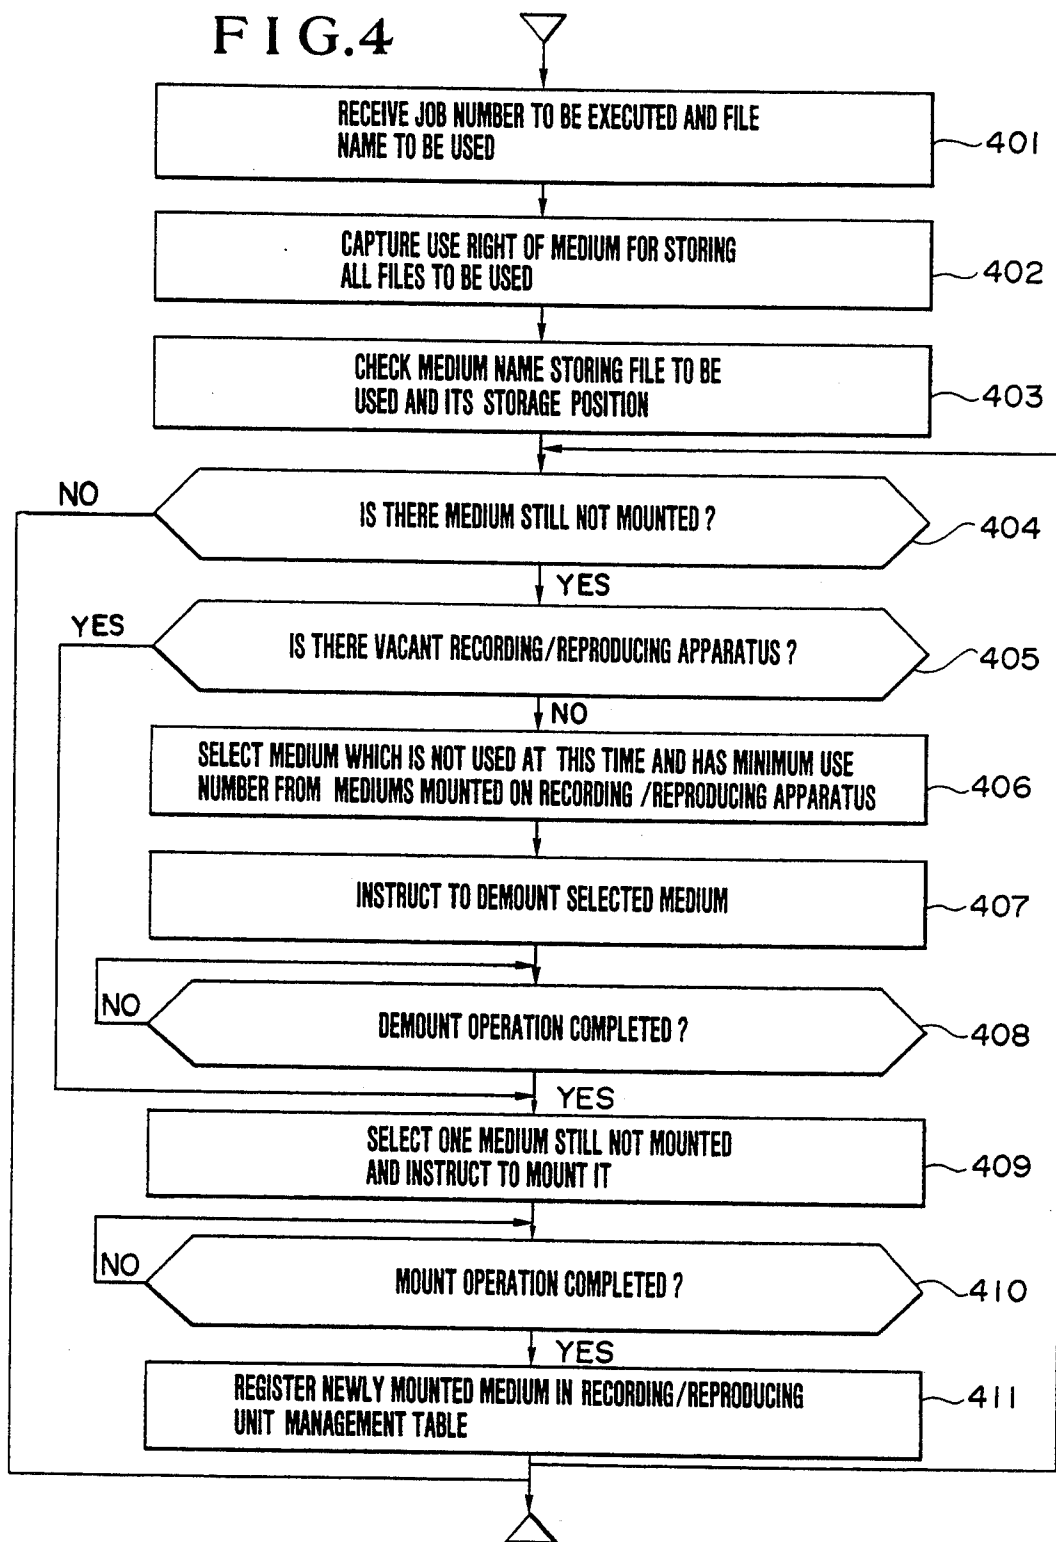 FIG.4
RECEIVE JOB NUMBER TO BE EXECUTED AND FILE
NAME TO BE USED
401
CAPTURE USE RIGHT OF MEDIUM FOR STORING
ALL FILES TO BE USED
402
CHECK MEDIUM NAME STORING FILE TO BE
USED AND ITS STORAGE POSITION
403
NO
IS THERE MEDIUM STILL NOT MOUNTED ?
404
YES
YES
IS THERE VACANT RECORDING/REPRODUCING APPARATUS ?
405
NO
SELECT MEDIUM WHICH IS NOT USED AT THIS TIME AND HAS MINIMUM USE
NUMBER FROM MEDIUMS MOUNTED ON RECORDING /REPRODUCING APPARATUS
406
INSTRUCT TO DEMOUNT SELECTED MEDIUM
407
NO
DEMOUNT OPERATION COMPLETED ?
408
YES
SELECT ONE MEDIUM STILL NOT MOUNTED
AND INSTRUCT TO MOUNT IT
409
NO
MOUNT OPERATION COMPLETED ?
410
YES
REGISTER NEWLY MOUNTED MEDIUM IN RECORDING/REPRODUCING
UNIT MANAGEMENT TABLE
411